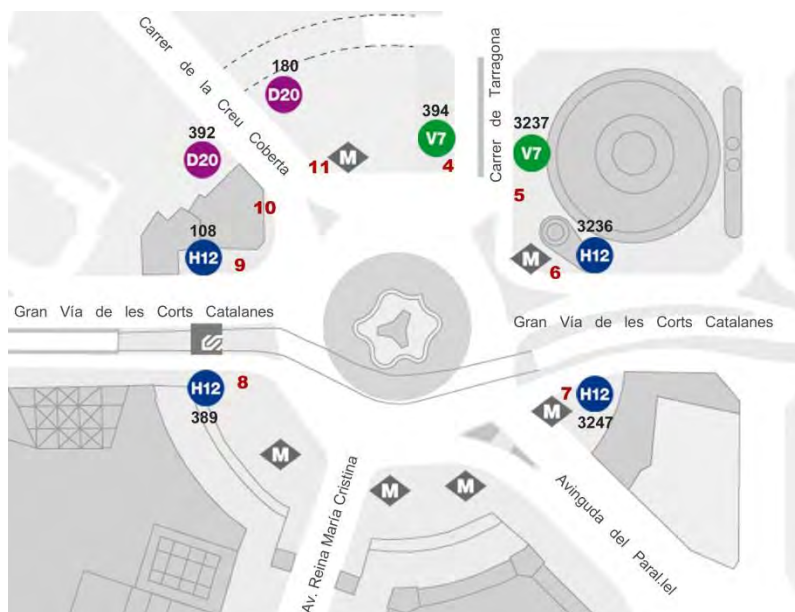 Carrer de la Creu Coberta
180
D20
392
D20
394
V7
Carrer de Tarragona
3237
V7
11
M
4
5
10
108
H12
9
3236
H12
M
6
Gran Vía de les Corts Catalanes
Gran Vía de les Corts Catalanes
H12
389
8
7
H12
3247
M
M
M
M
Av. Reina María Cristina
Avinguda del Paral.lel